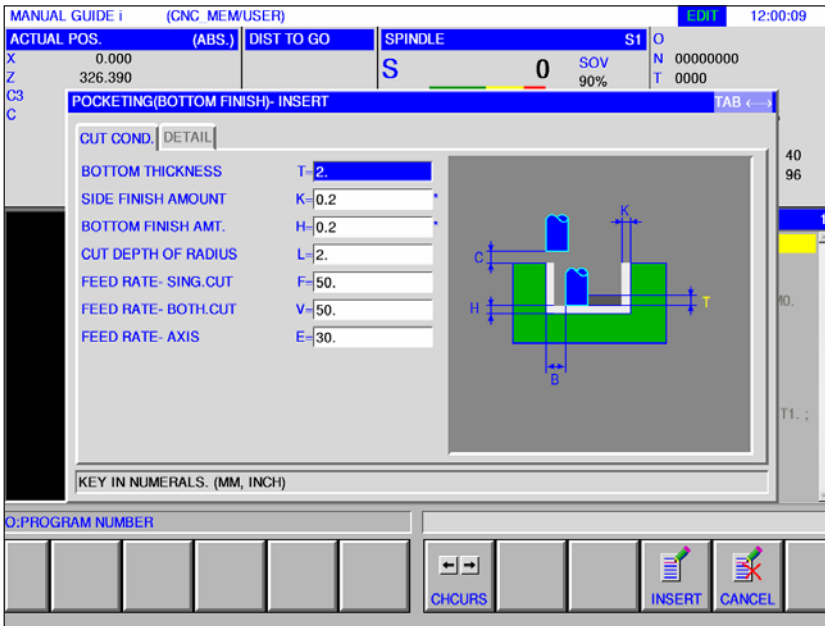 MANUAL GUIDE i (CNC_MEM/USER) EDIT 12:00:09
ACTUAL POS. (ABS.) DIST TO GO SPINDLE S1 O
X 0.000 S 0 SOV N 00000000
Z 326.390 90% T 0000
C3
C
POCKETING(BOTTOM FINISH)- INSERT TAB ←→
CUT COND. DETAIL
40
96
BOTTOM THICKNESS T=2.
SIDE FINISH AMOUNT K=0.2 *
BOTTOM FINISH AMT. H=0.2 *
CUT DEPTH OF RADIUS L=2.
FEED RATE- SING.CUT F=50.
FEED RATE- BOTH.CUT V=50.
FEED RATE- AXIS E=30.
K
C
H
T
B
1
M0.
T1. ;
KEY IN NUMERALS. (MM, INCH)
O:PROGRAM NUMBER
CHCURS INSERT CANCEL